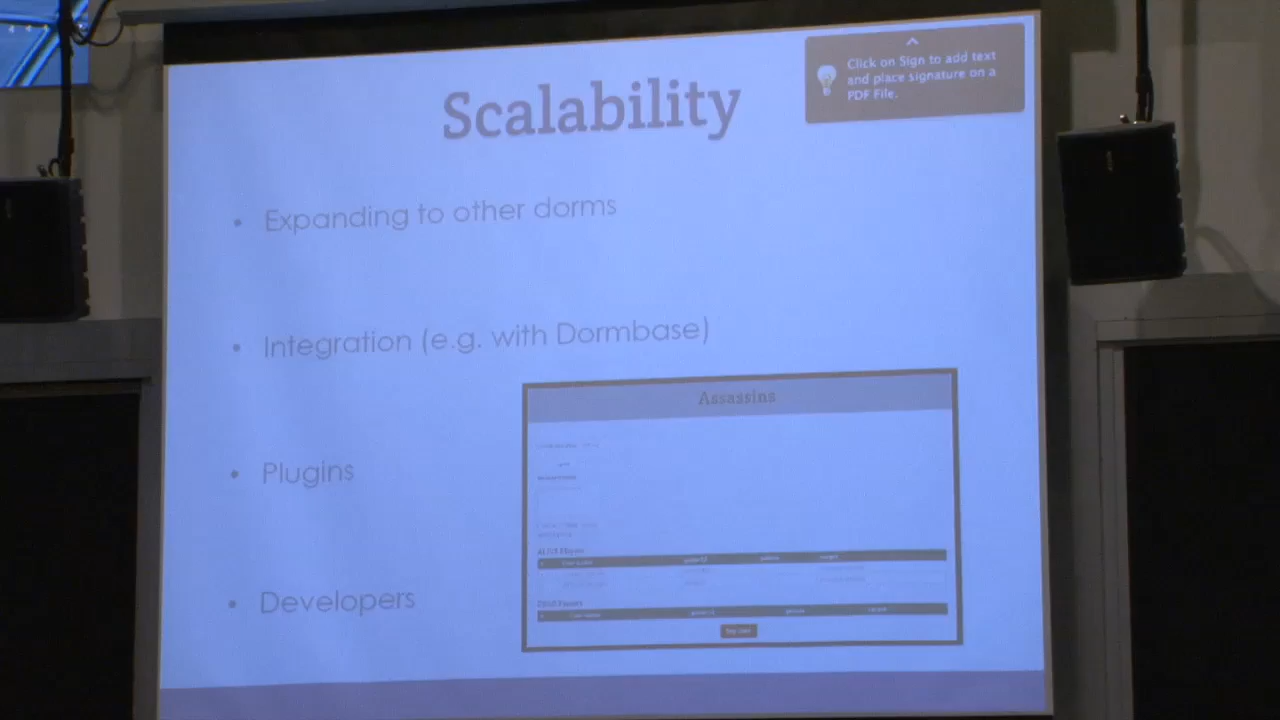 Scalability
Click on Sign to add text
and place signature on a
PDF File.
• Expanding to other dorms
• Integration (e.g. with Dormbase)
• Plugins
• Developers
Assassins